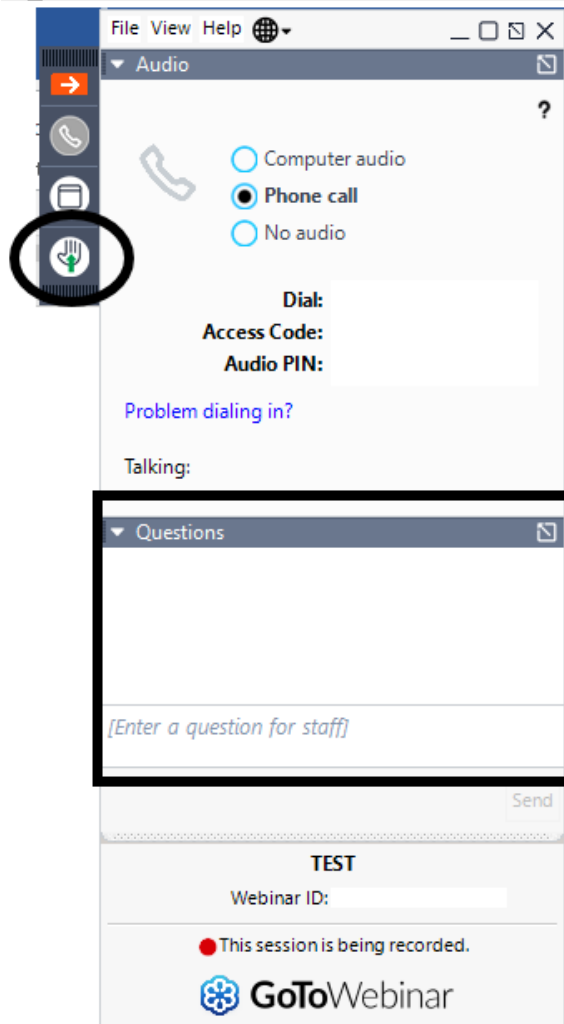 File View Help
Audio
?
Computer audio
Phone call
No audio
Dial:
Access Code:
Audio PIN:
Problem dialing in?
Talking:
Questions
[Enter a question for staff]
Send
TEST
Webinar ID:
This session is being recorded.
GoToWebinar